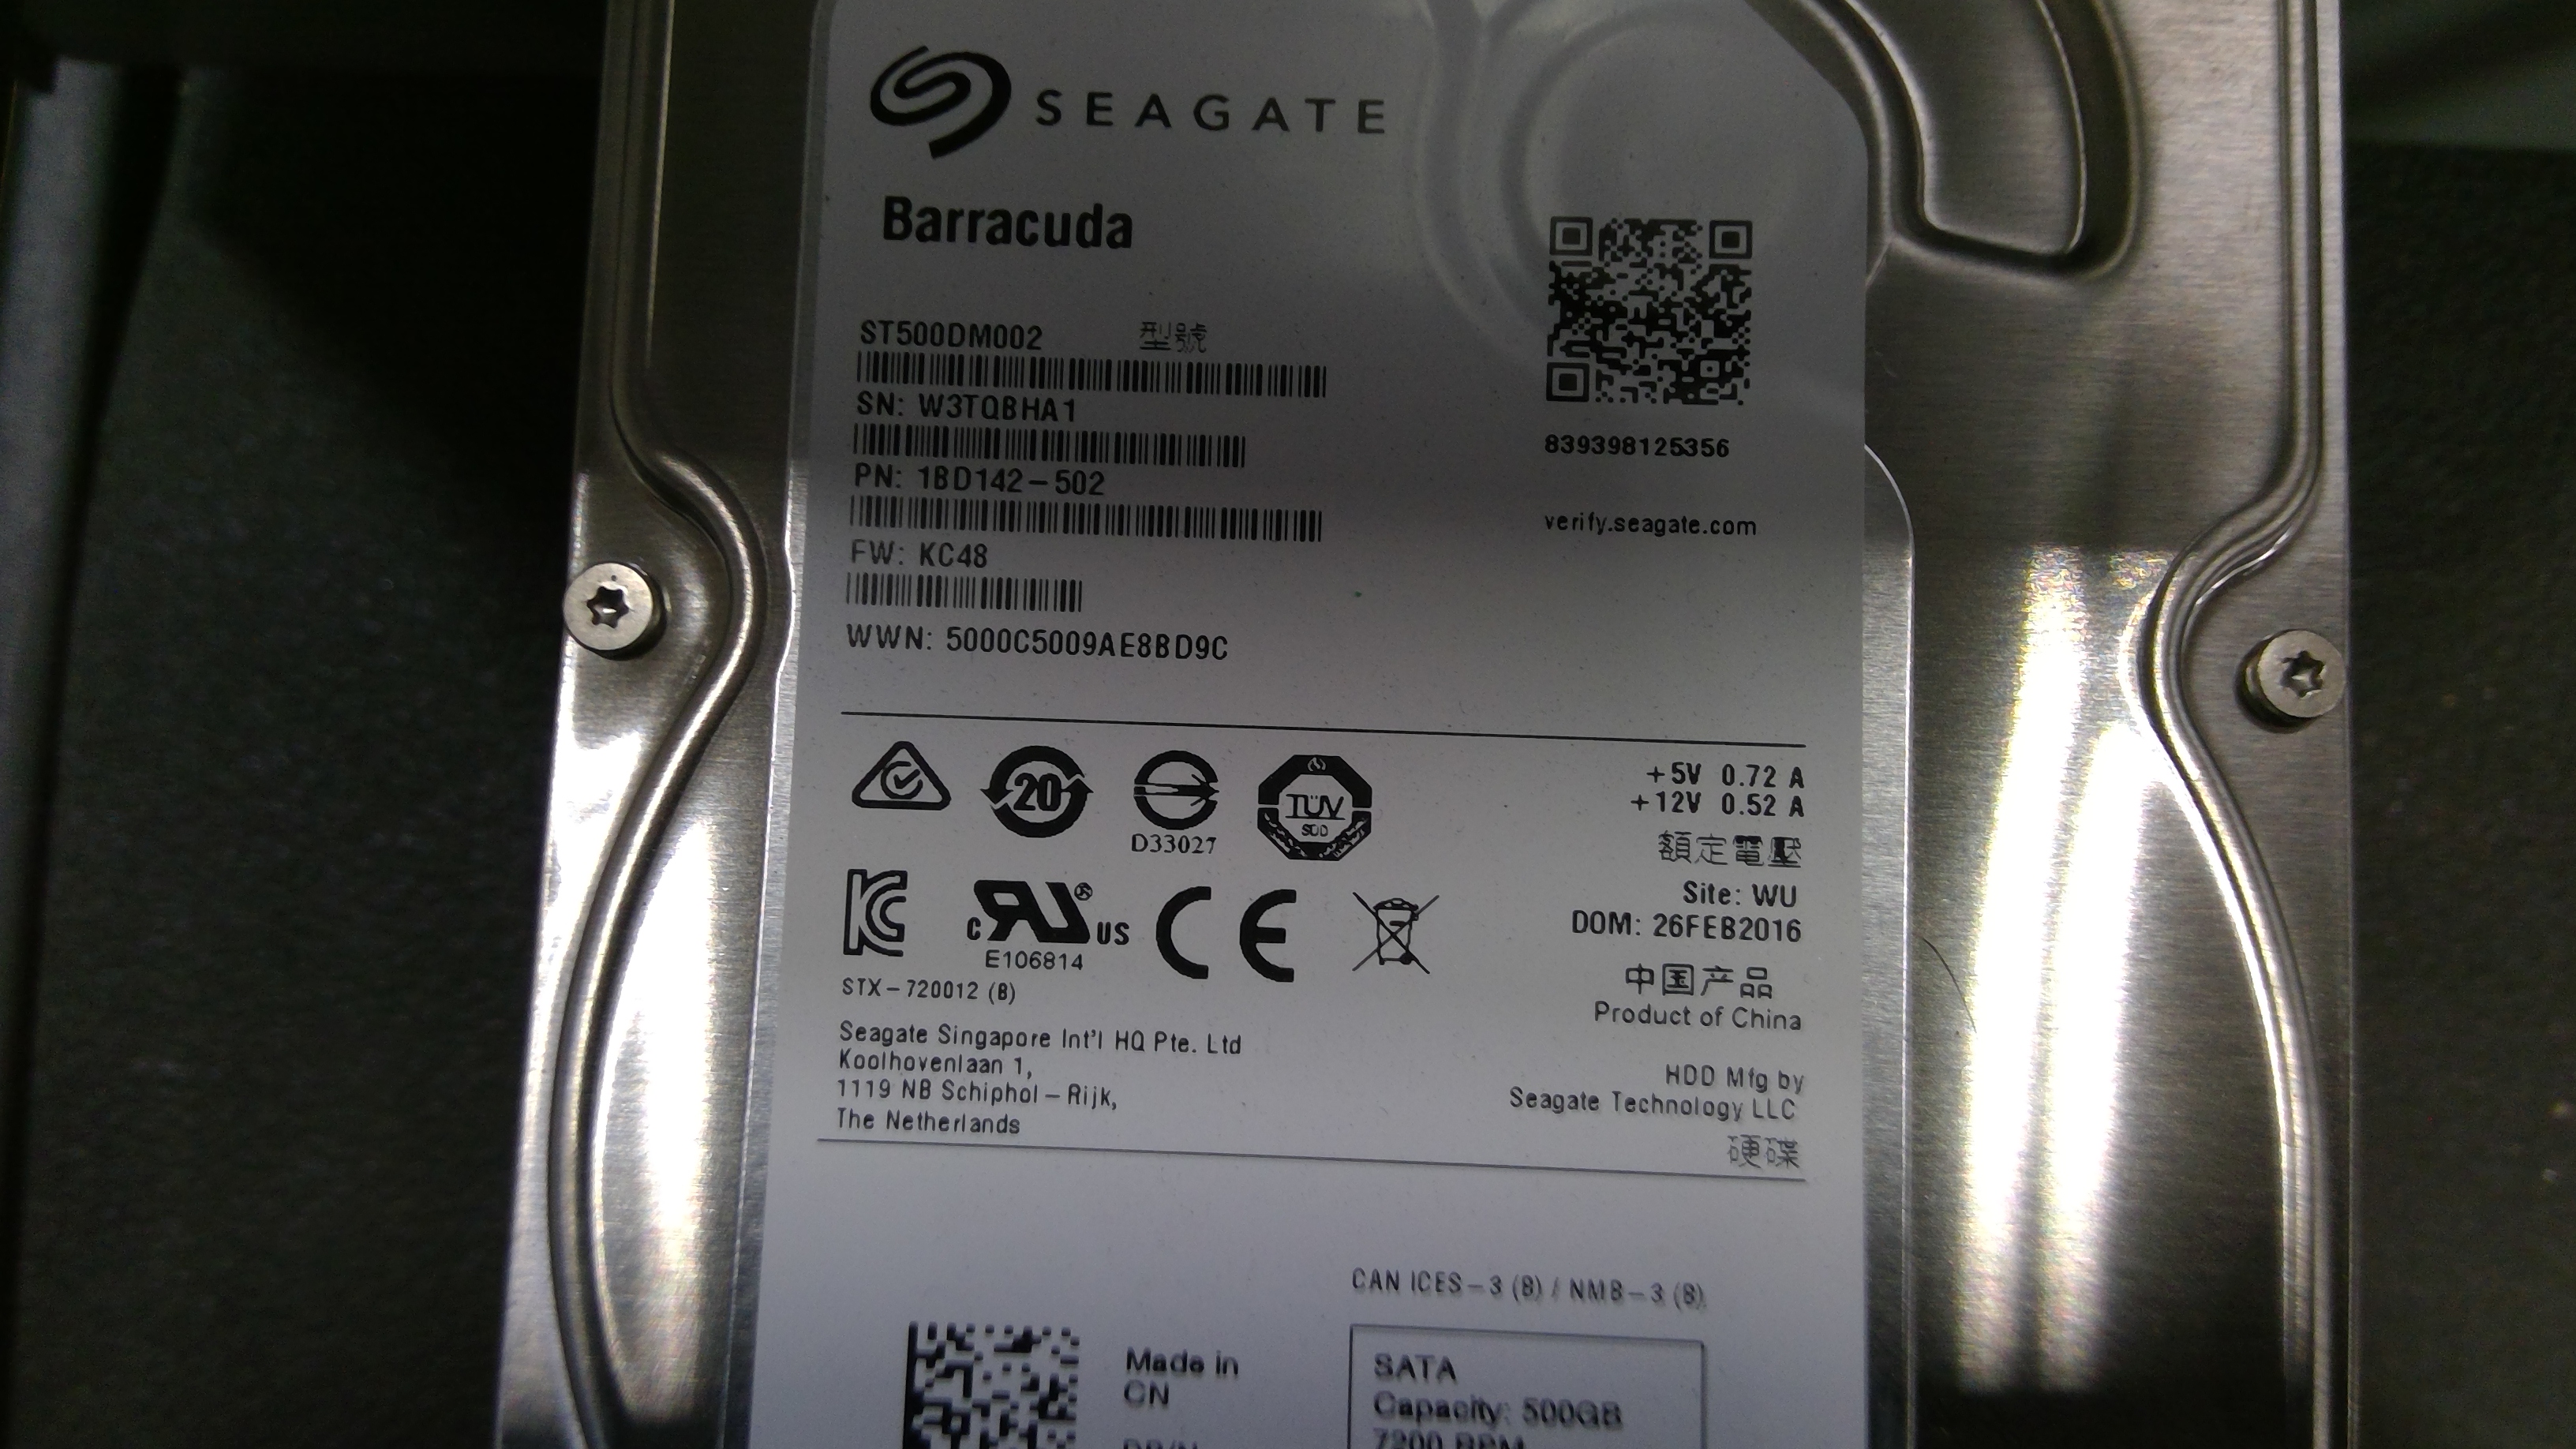 SEAGATE
Barracuda
ST500DM002 型號
SN: W3TQBHA1
PN: 1BD142-502
FW: KC48
WWN: 5000C5009AE8BD9C
839398125356
verify.seagate.com
20
D33027
TÜV
SÜD
+5V 0.72 A
+12V 0.52 A
額定電壓
Site: WU
DOM: 26FEB2016
中国产品
Product of China
HDD Mfg by
Seagate Technology LLC
硬碟
c US
E106814
CE
STX-720012 (B)
Seagate Singapore Int'l HQ Pte. Ltd
Koolhovenlaan 1,
1119 NB Schiphol-Rijk,
The Netherlands
CAN ICES-3 (B) / NMB-3 (B)
Made in
CN
SATA
Capacity: 500GB
7200 RPM